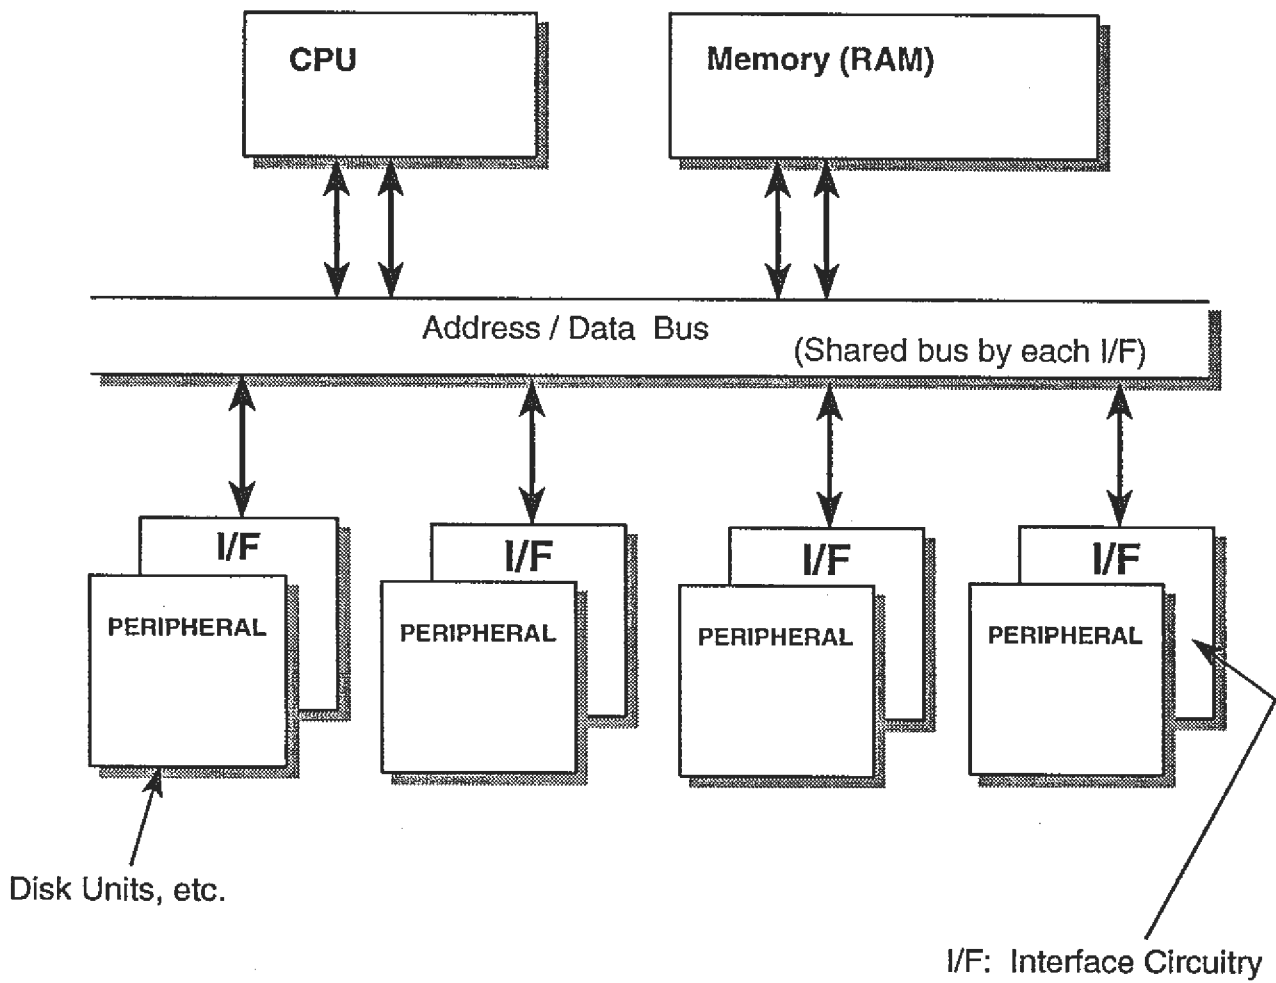 CPU
Memory (RAM)
Address / Data Bus
(Shared bus by each I/F)
I/F
I/F
I/F
I/F
PERIPHERAL
PERIPHERAL
PERIPHERAL
PERIPHERAL
Disk Units, etc.
I/F: Interface Circuitry